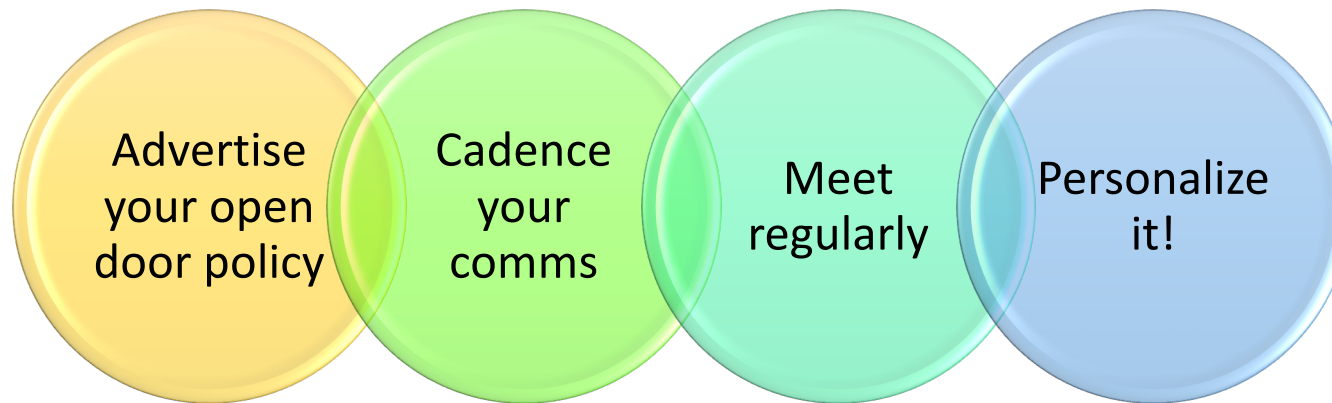 Advertise
your open
door policy
Cadence
your
comms
Meet
regularly
Personalize
it!